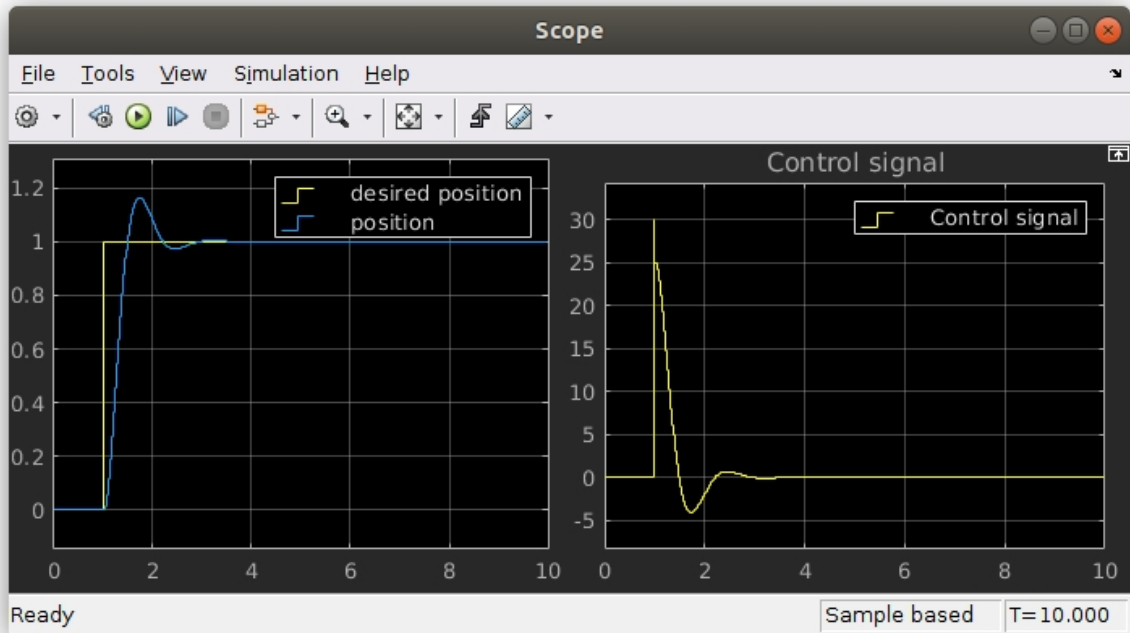 Scope
File Tools View Simulation Help
Control signal
desired position
position
1.2
1
0.8
0.6
0.4
0.2
0
0 2 4 6 8 10
Control signal
30
25
20
15
10
5
0
-5
0 2 4 6 8 10
Ready
Sample based
T=10.000